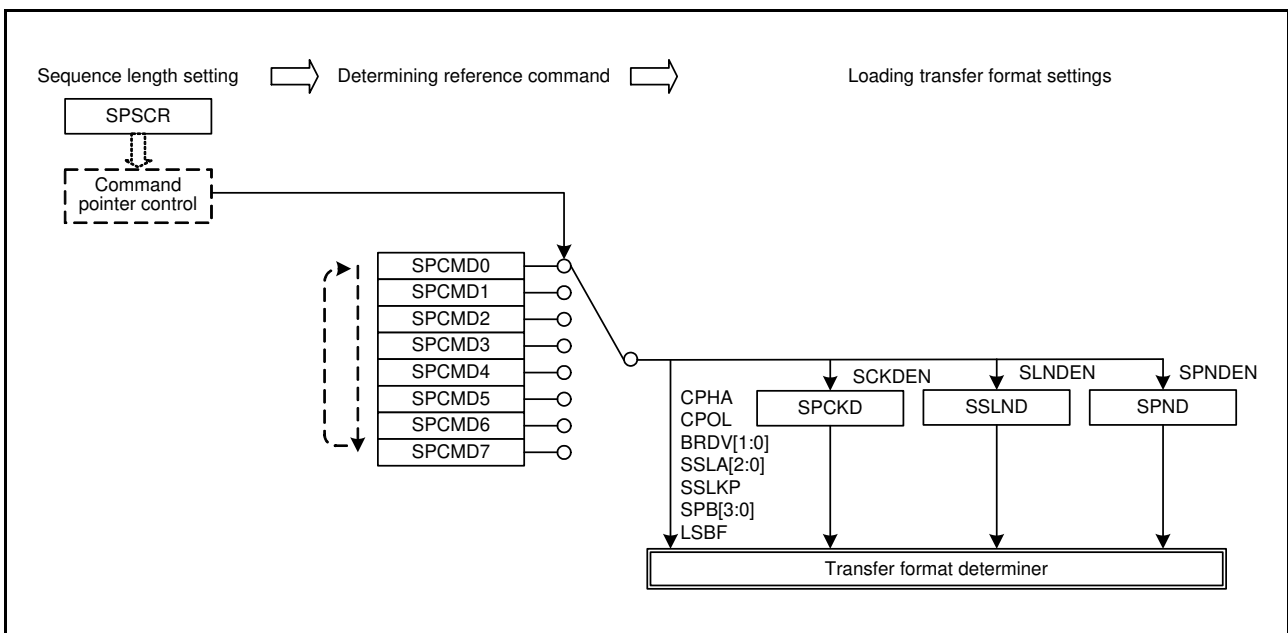 Sequence length setting
Determining reference command
Loading transfer format settings
SPSCR
Command
pointer control
SPCMD0
SPCMD1
SPCMD2
SPCMD3
SPCMD4
SPCMD5
SPCMD6
SPCMD7
CPHA
CPOL
BRDV[1:0]
SSLA[2:0]
SSLKP
SPB[3:0]
LSBF
SCKDEN
SPCKD
SLNDEN
SSLND
SPNDEN
SPND
Transfer format determiner